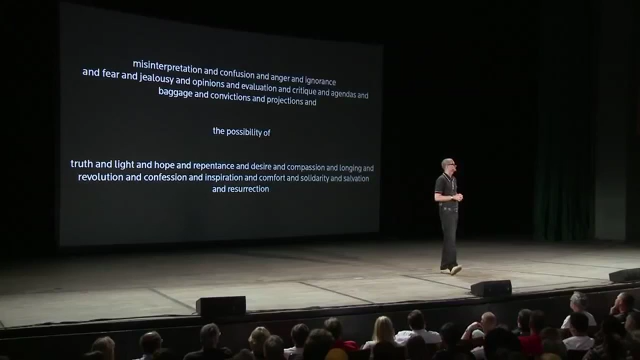 misinterpretation and confusion and anger and ignorance
and fear and jealousy and opinions and evaluation and critique and agendas and
baggage and convictions and projections and
the possibility of
truth and light and hope and repentance and desire and compassion and longing and
revolution and confession and inspiration and comfort and solidarity and salvation
and resurrection